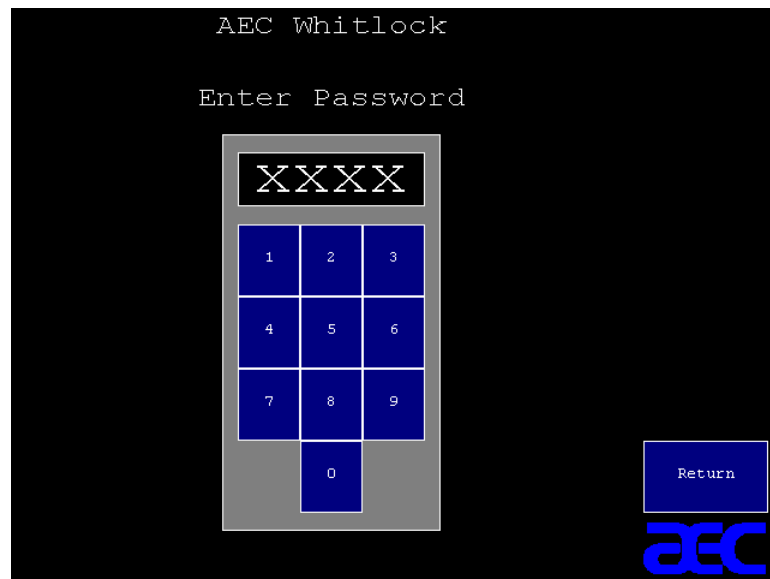 AEC Whitlock
Enter Password
XXXX
1 2 3
4 5 6
7 8 9
0
Return
aec